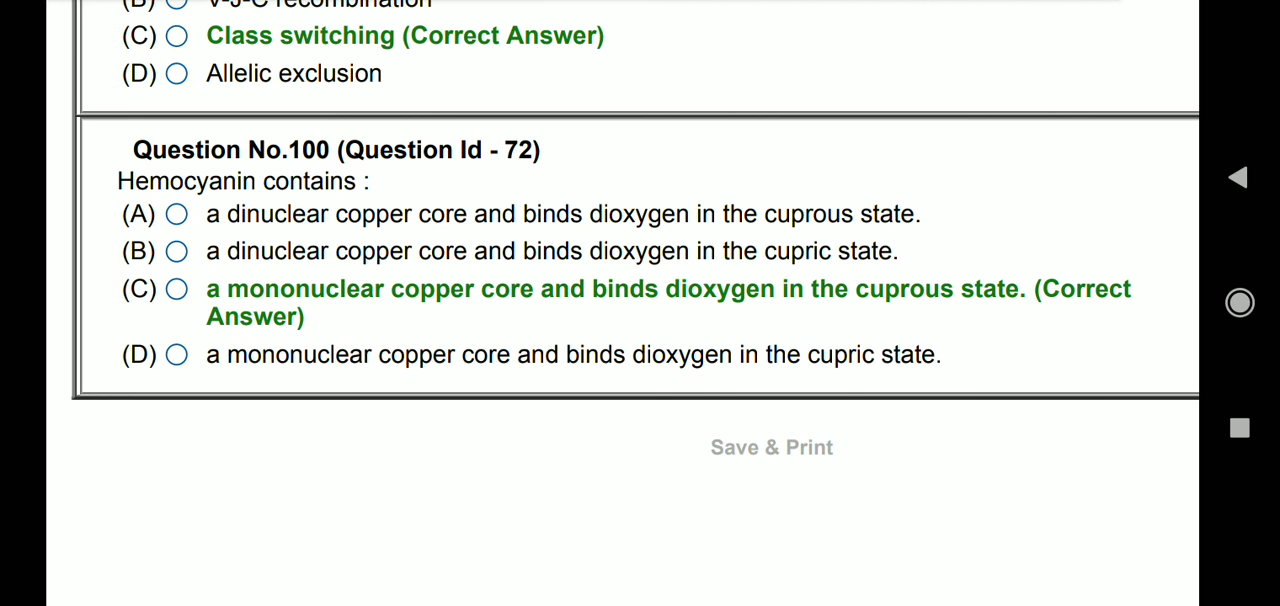 (B) V-J-C recombination
(C) Class switching (Correct Answer)
(D) Allelic exclusion
Question No.100 (Question Id - 72)
Hemocyanin contains :
(A) a dinuclear copper core and binds dioxygen in the cuprous state.
(B) a dinuclear copper core and binds dioxygen in the cupric state.
(C) a mononuclear copper core and binds dioxygen in the cuprous state. (Correct
Answer)
(D) a mononuclear copper core and binds dioxygen in the cupric state.
Save & Print